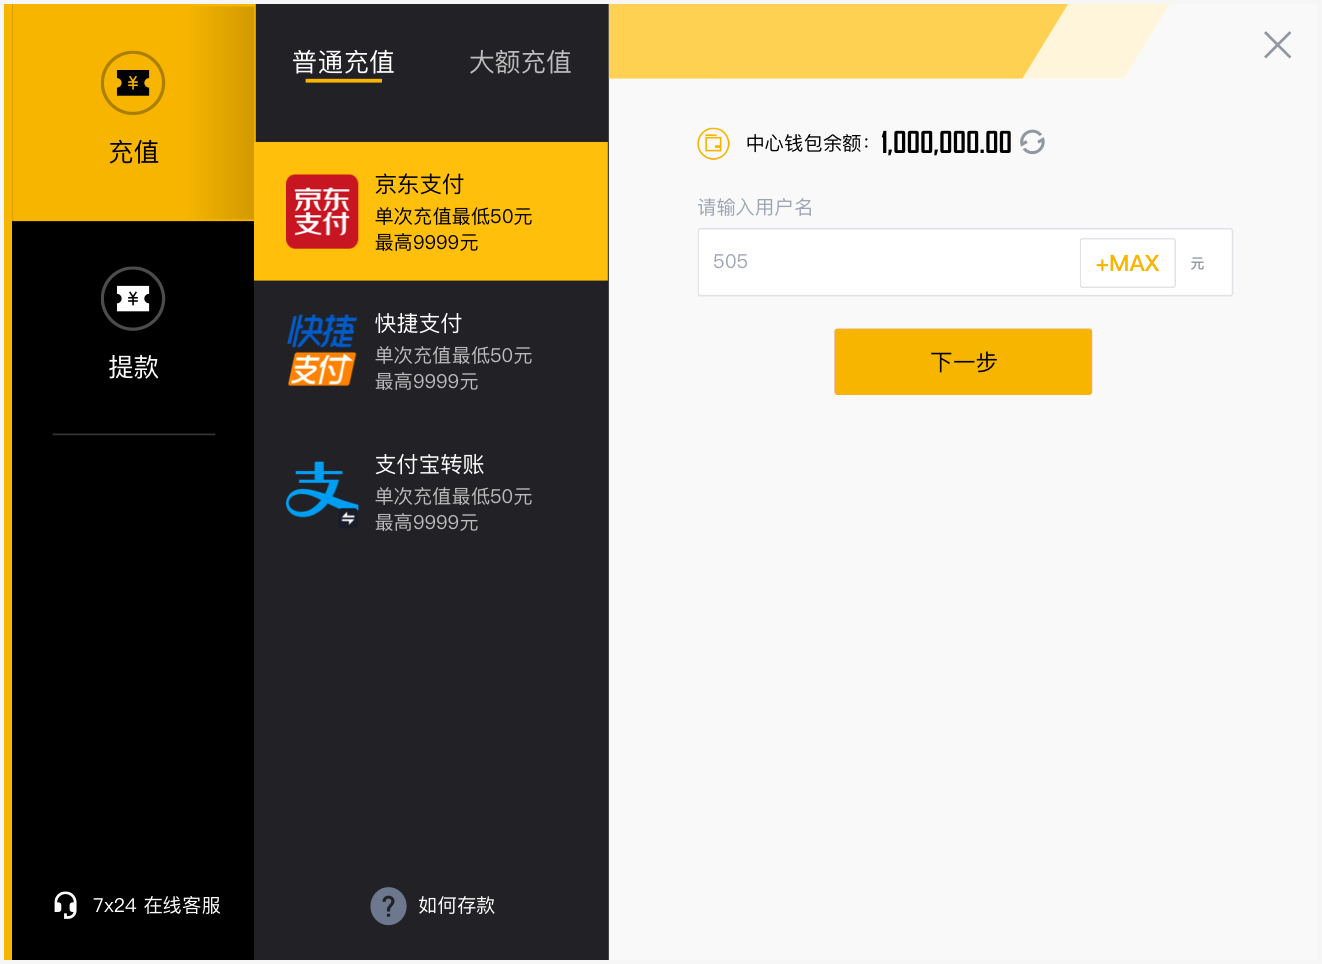 充值
提款
7x24 在线客服
普通充值
大额充值
京东
支付
京东支付
单次充值最低50元
最高9999元
快捷
支付
快捷支付
单次充值最低50元
最高9999元
支
支付宝转账
单次充值最低50元
最高9999元
? 如何存款
中心钱包余额: 1,000,000.00
请输入用户名
505 +MAX 元
下一步